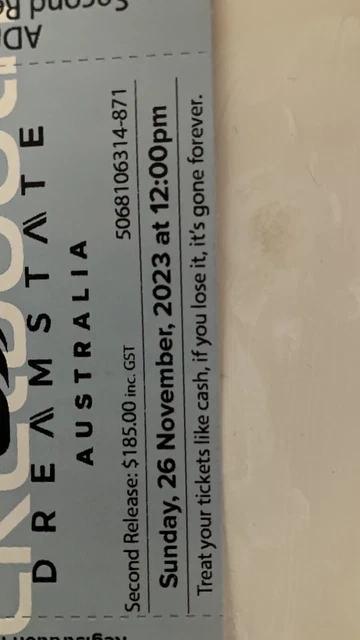 DREAMSTATE
AUSTRALIA
Second Release: $185.00 inc. GST 5068106314-871
Sunday, 26 November, 2023 at 12:00pm
Treat your tickets like cash, if you lose it, it's gone forever.